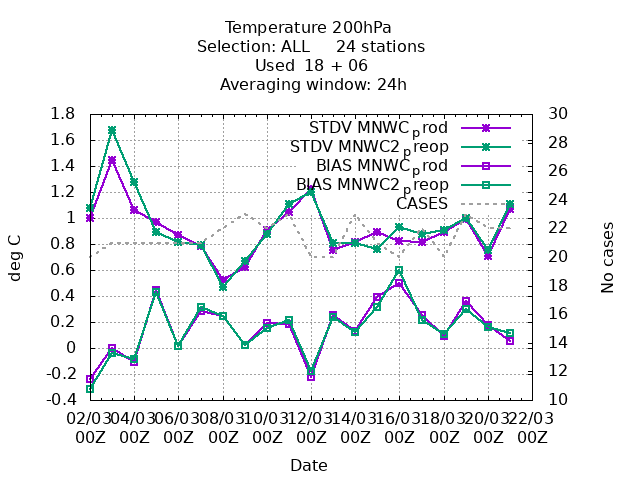 Temperature 200hPa
Selection: ALL     24 stations
Used  18 + 06
Averaging window: 24h
1.8
1.6
1.4
1.2
1
0.8
0.6
0.4
0.2
0
-0.2
-0.4
30
28
26
24
22
20
18
16
14
12
10
STDV MNWCprod
STDV MNWC2preop
BIAS MNWCprod
BIAS MNWC2preop
CASES
deg C
No cases
02/03 04/03 06/03 08/03 10/03 12/03 14/03 16/03 18/03 20/03 22/03
00Z 00Z 00Z 00Z 00Z 00Z 00Z 00Z 00Z 00Z 00Z
Date